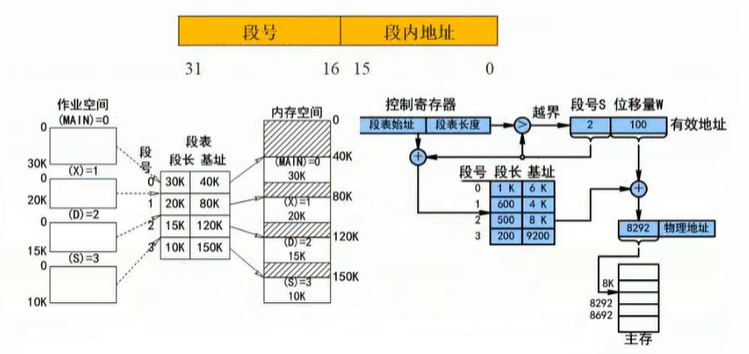 段号 段内地址
31 16 15 0
作业空间
(MAIN)=0
0
30K
(X)=1
0
20K
(D)=2
0
15K
(S)=3
0
10K
段表
段号 段长 基址
0 30K 40K
1 20K 80K
2 15K 120K
3 10K 150K
内存空间
0
(MAIN)=0
40K
30K
80K
(X)=1
20K
120K
(D)=2
15K
150K
(S)=3
10K
控制寄存器
段表始址 段表长度
>
越界
段号S 位移量W
2 100 有效地址
+
段号 段长 基址
0 1 K 6 K
1 600 4 K
2 500 8 K
3 200 9200
+
8292 物理地址
8K
8292
8692
主存